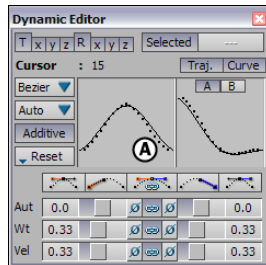 Dynamic Editor
T x y z R x y z Selected ---
Cursor : 15 Traj. Curve
Bezier A B
Auto
Additive
Reset A
Aut 0.0 Ø Ø 0.0
Wt 0.33 Ø Ø 0.33
Vel 0.33 Ø Ø 0.33